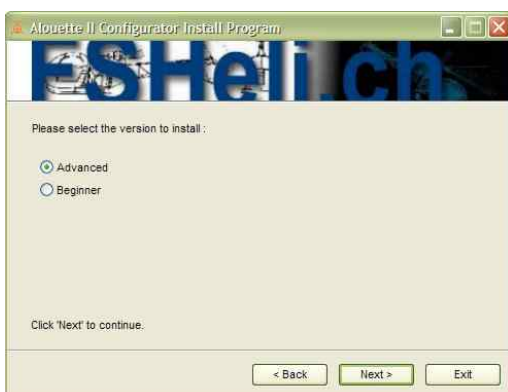 Alouette II Configurator Install Program
FSHeli.ch
Please select the version to install :
Advanced
Beginner
Click 'Next' to continue.
< Back
Next >
Exit